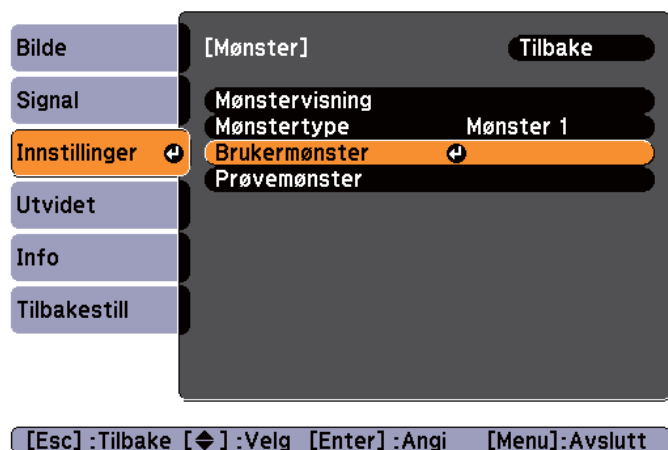 Bilde
Signal
Innstillinger
Utvidet
Info
Tilbakestill
[Mønster] Tilbake
Mønstervisning
Mønstertype Mønster 1
Brukermønster
Prøvemønster
[Esc] :Tilbake [◆] :Velg [Enter] :Angi [Menu]:Avslutt